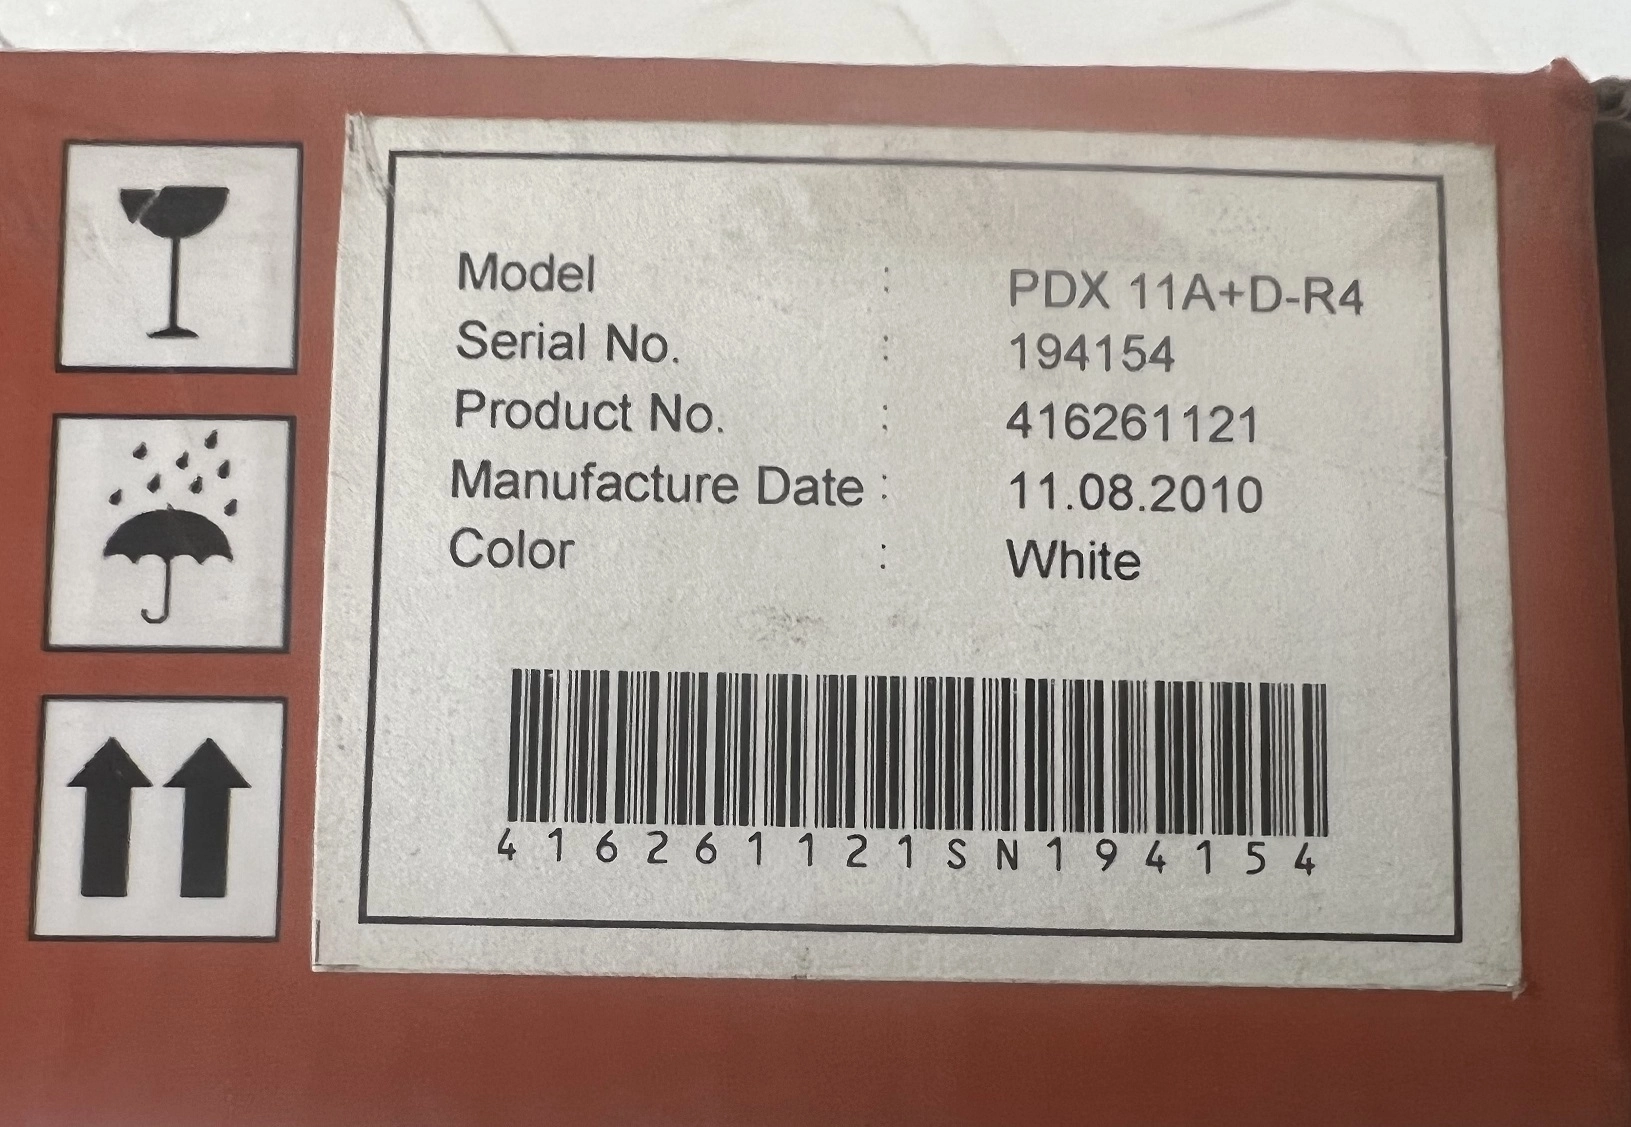 Model : PDX 11A+D-R4
Serial No. : 194154
Product No. : 416261121
Manufacture Date : 11.08.2010
Color : White
416261121SN194154